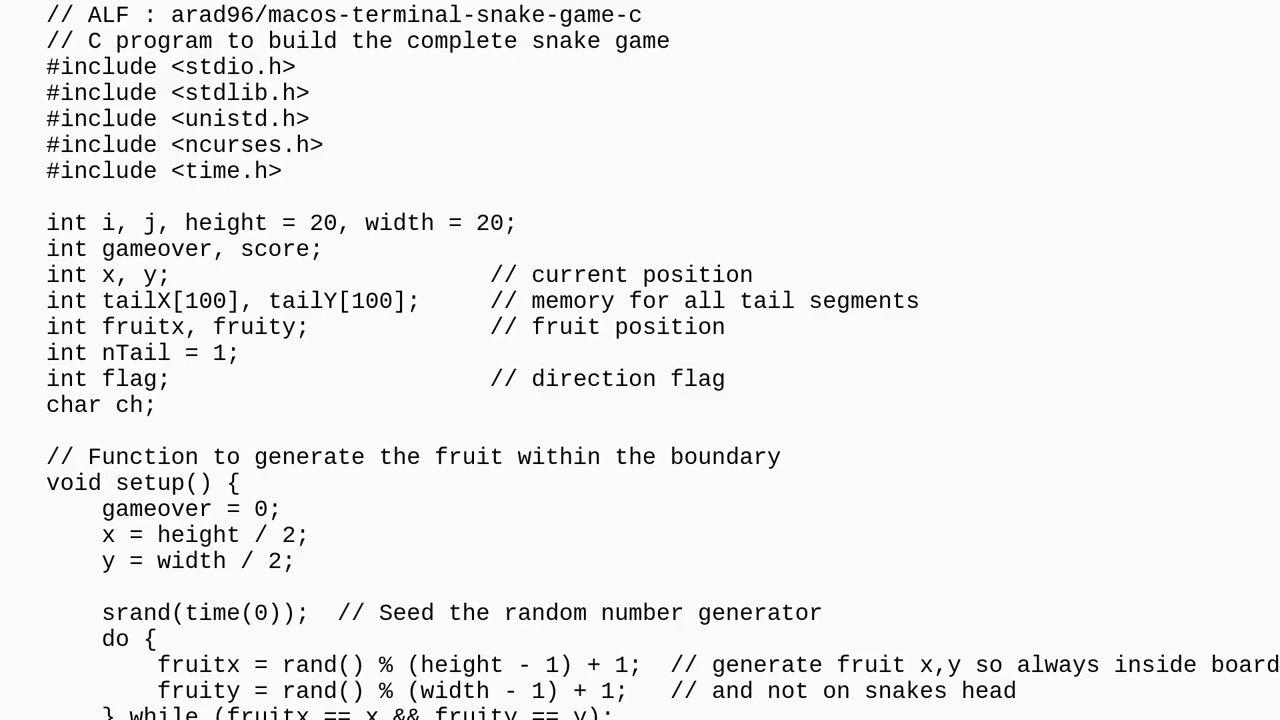 // ALF : arad96/macos-terminal-snake-game-c
// C program to build the complete snake game
#include <stdio.h>
#include <stdlib.h>
#include <unistd.h>
#include <ncurses.h>
#include <time.h>

int i, j, height = 20, width = 20;
int gameover, score;
int x, y;                       // current position
int tailX[100], tailY[100];     // memory for all tail segments
int fruitx, fruity;             // fruit position
int nTail = 1;
int flag;                       // direction flag
char ch;

// Function to generate the fruit within the boundary
void setup() {
    gameover = 0;
    x = height / 2;
    y = width / 2;

    srand(time(0));  // Seed the random number generator
    do {
        fruitx = rand() % (height - 1) + 1;  // generate fruit x,y so always inside board
        fruity = rand() % (width - 1) + 1;   // and not on snakes head
    } while (fruitx == x && fruity == y);